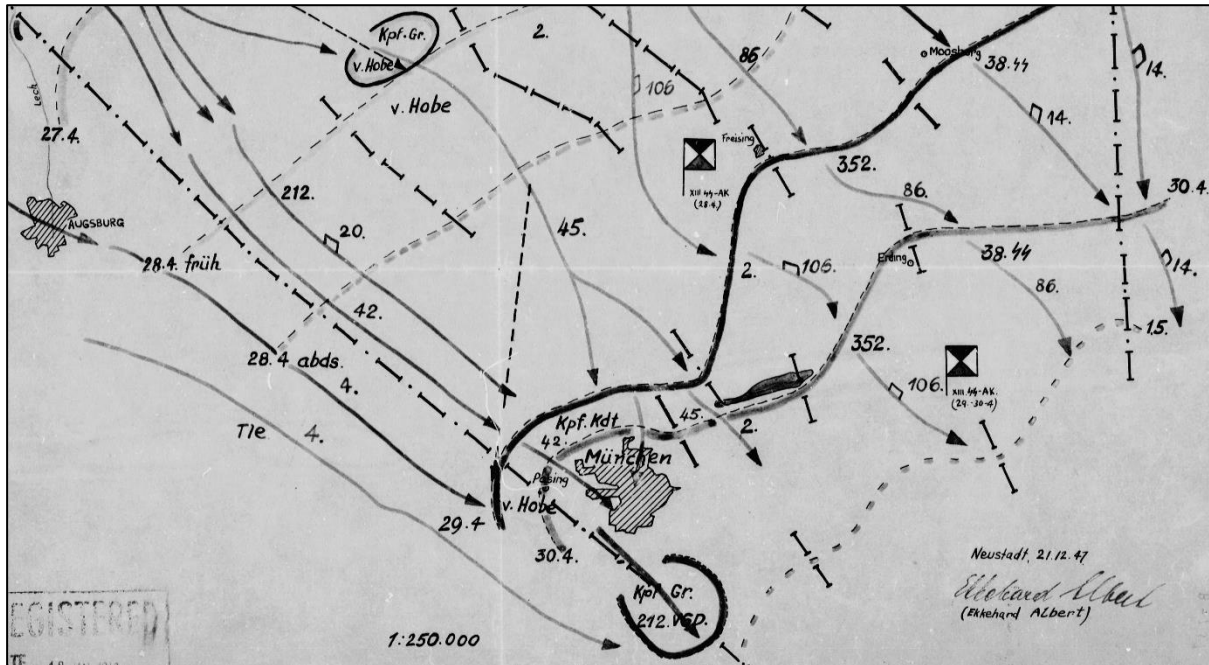 Kpf. Gr.
v. Hobe
2.
86
Moosburg
38.44
14.
14.
Lech
106
v. Hobe
27.4.
Freising
XIII 44-AK
(28.4.)
352.
30.4.
212.
86.
AUGSBURG
20.
45.
38.44
28.4. früh
Erding
14.
2.
106.
86.
42.
1.5.
28.4 abds.
352.
4.
106.
XIII.44-AK.
(29.-30.4)
Tle 4.
Kpf. Kdt
45.
2.
42.
München
Pasing
v. Hobe
29.4
30.4.
Neustadt, 21.12.47
Ekkehard Albert
(Ekkehard Albert)
Kpf. Gr.
212. VGD.
EGISTERED
1:250.000